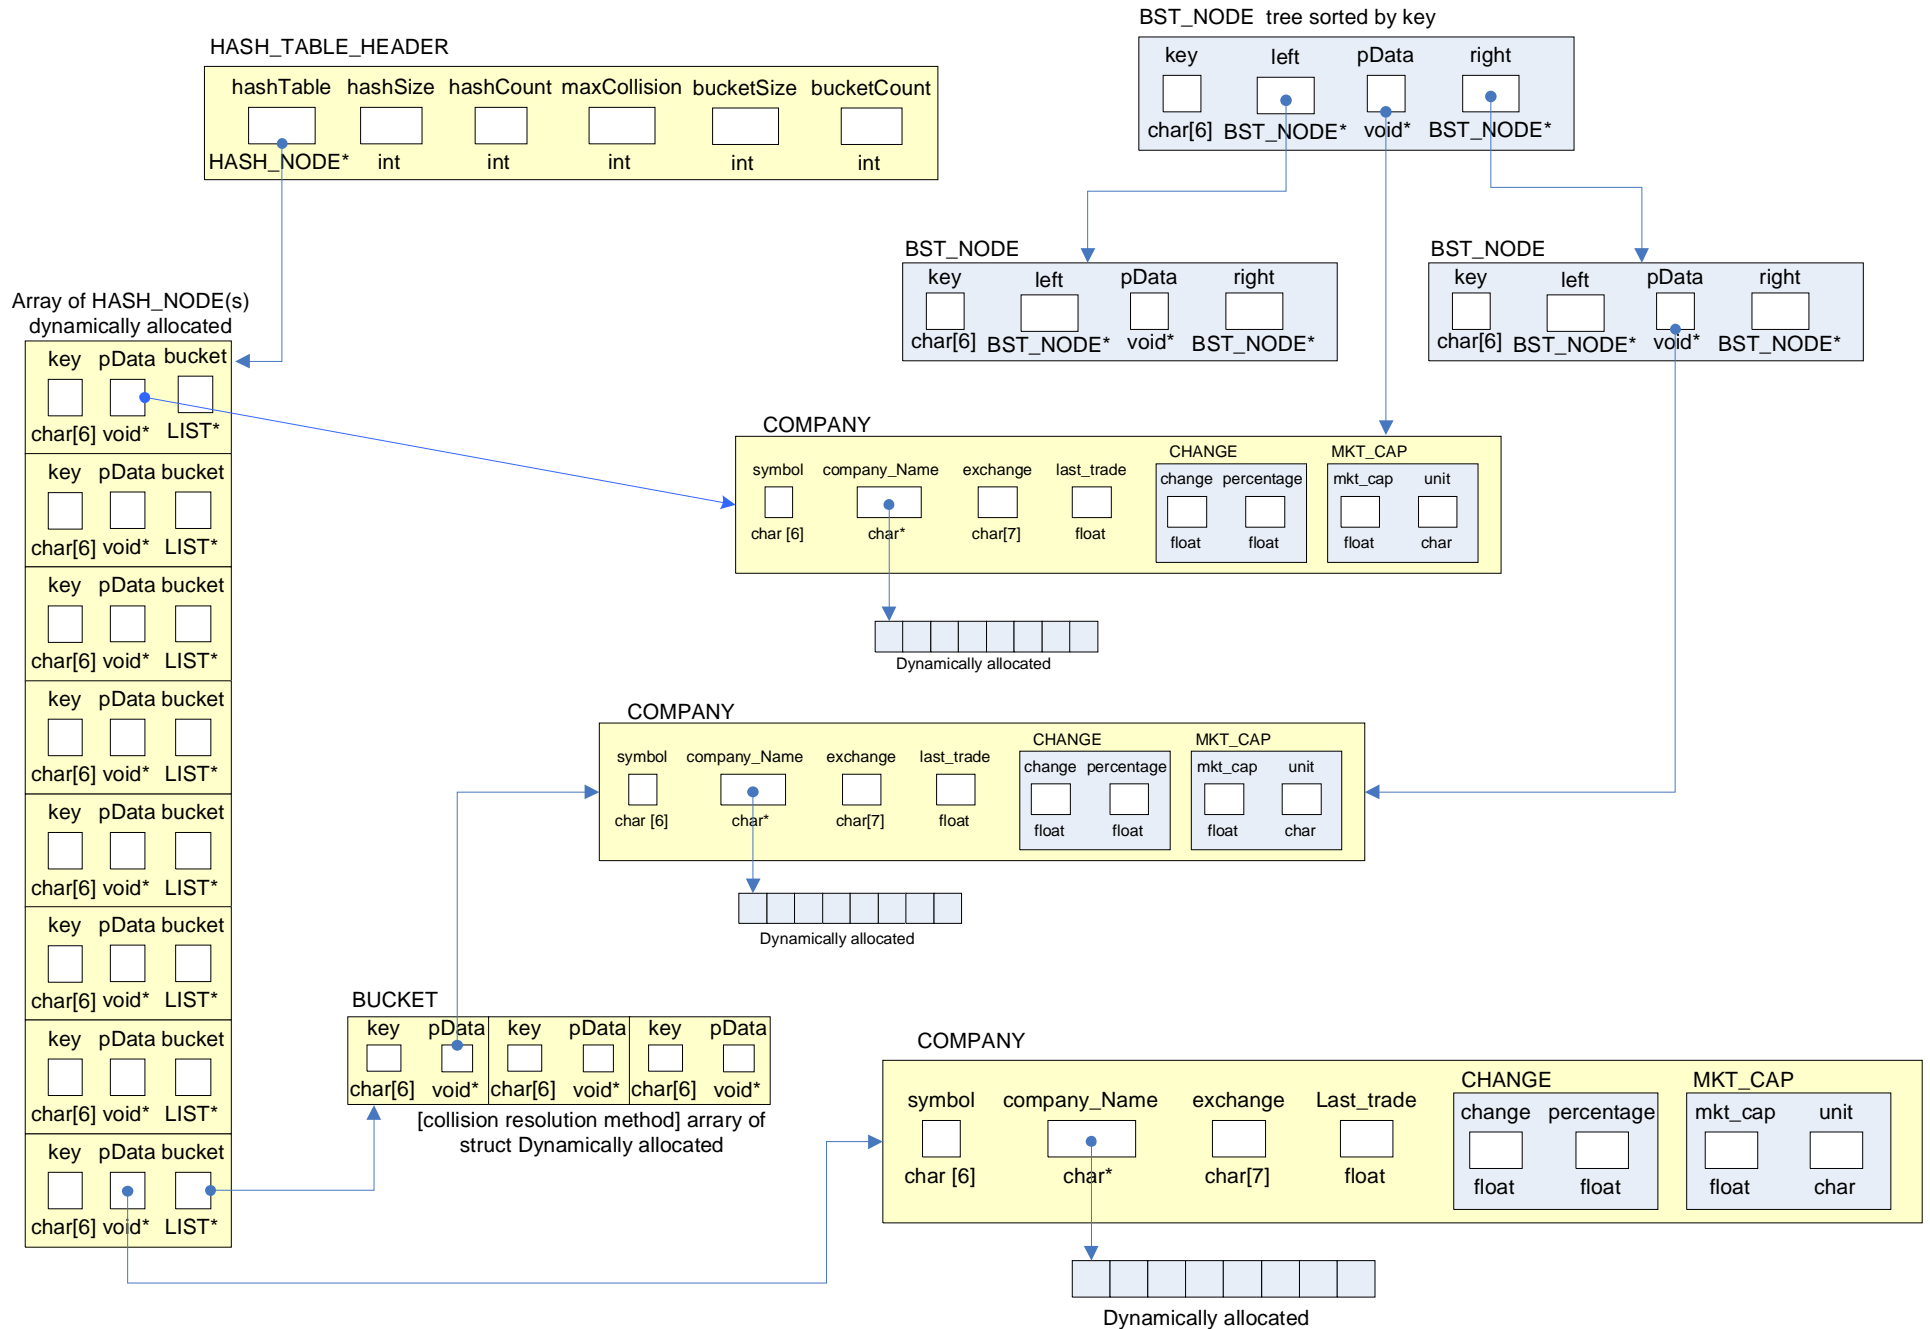 BST_NODE  tree sorted by key
key left pData right
char[6] BST_NODE* void* BST_NODE*
HASH_TABLE_HEADER
hashTable hashSize hashCount maxCollision bucketSize bucketCount
HASH_NODE* int int int int int
BST_NODE
key left pData right
char[6] BST_NODE* void* BST_NODE*
BST_NODE
key left pData right
char[6] BST_NODE* void* BST_NODE*
Array of HASH_NODE(s)
dynamically allocated
key pData bucket
char[6] void* LIST*
key pData bucket
char[6] void* LIST*
key pData bucket
char[6] void* LIST*
key pData bucket
char[6] void* LIST*
key pData bucket
char[6] void* LIST*
key pData bucket
char[6] void* LIST*
key pData bucket
char[6] void* LIST*
key pData bucket
char[6] void* LIST*
COMPANY
CHANGE MKT_CAP
symbol company_Name exchange last_trade change percentage mkt_cap unit
char [6] char* char[7] float float float float char
Dynamically allocated
COMPANY
CHANGE MKT_CAP
symbol company_Name exchange last_trade change percentage mkt_cap unit
char [6] char* char[7] float float float float char
Dynamically allocated
BUCKET
key pData key pData key pData
char[6] void* char[6] void* char[6] void*
[collision resolution method] arrary of
struct Dynamically allocated
COMPANY
CHANGE MKT_CAP
symbol company_Name exchange Last_trade change percentage mkt_cap unit
char [6] char* char[7] float float float float char
Dynamically allocated